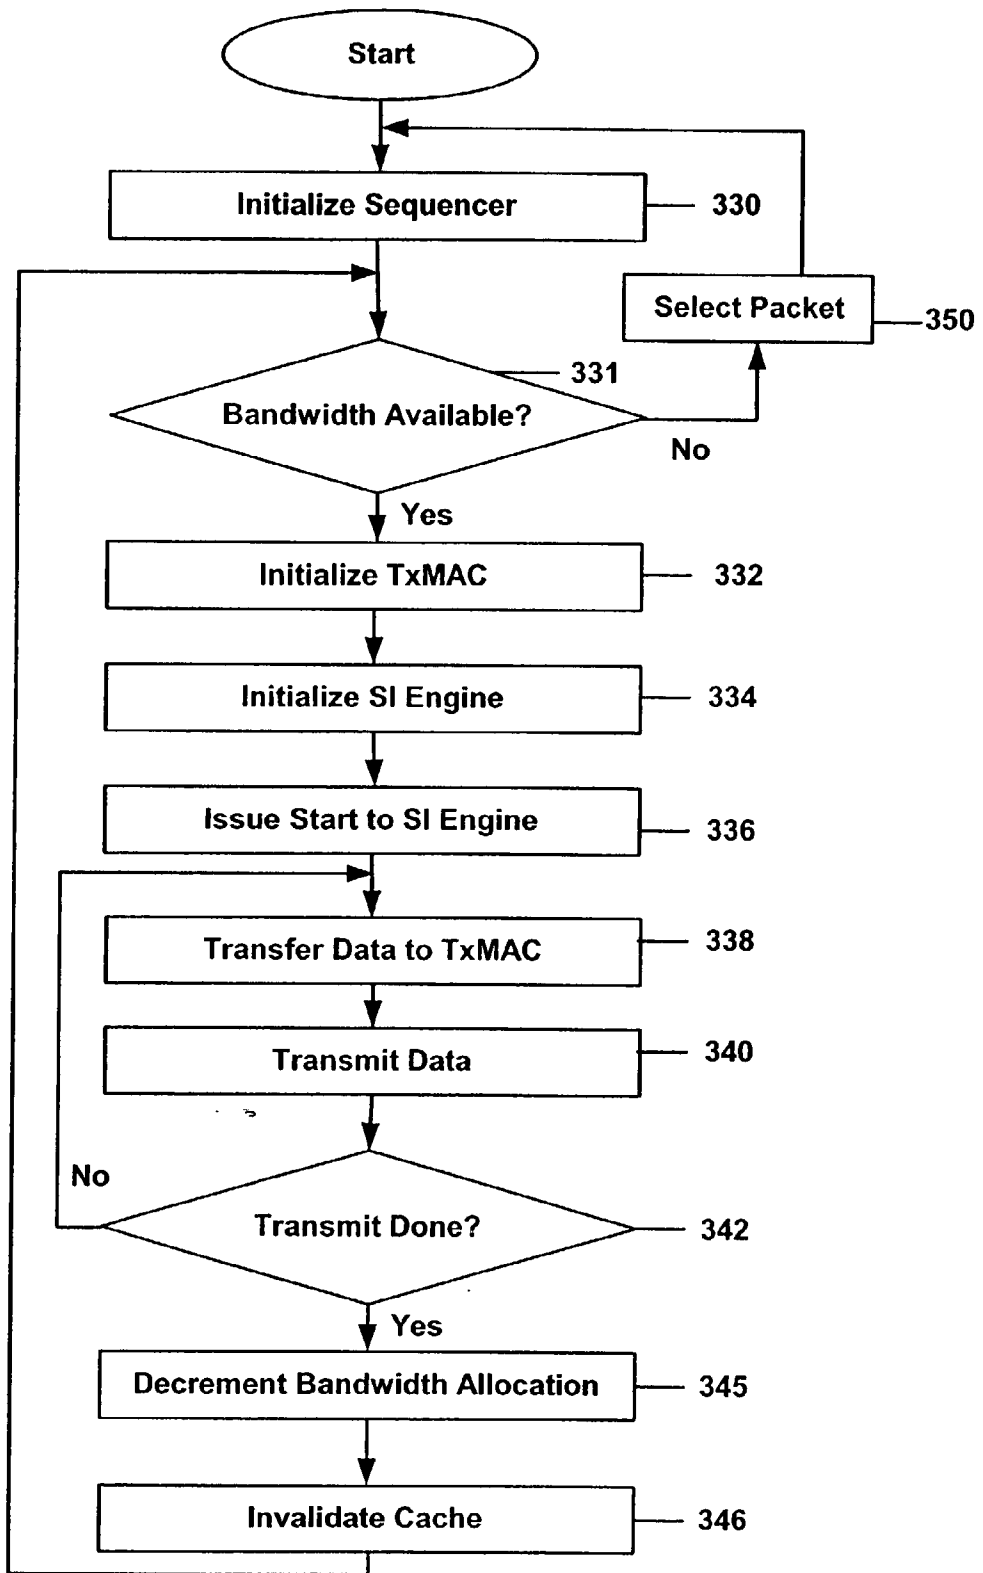 Start
Initialize Sequencer
330
Select Packet
350
331
Bandwidth Available?
No
Yes
Initialize TxMAC
332
Initialize SI Engine
334
Issue Start to SI Engine
336
Transfer Data to TxMAC
338
Transmit Data
340
No
Transmit Done?
342
Yes
Decrement Bandwidth Allocation
345
Invalidate Cache
346